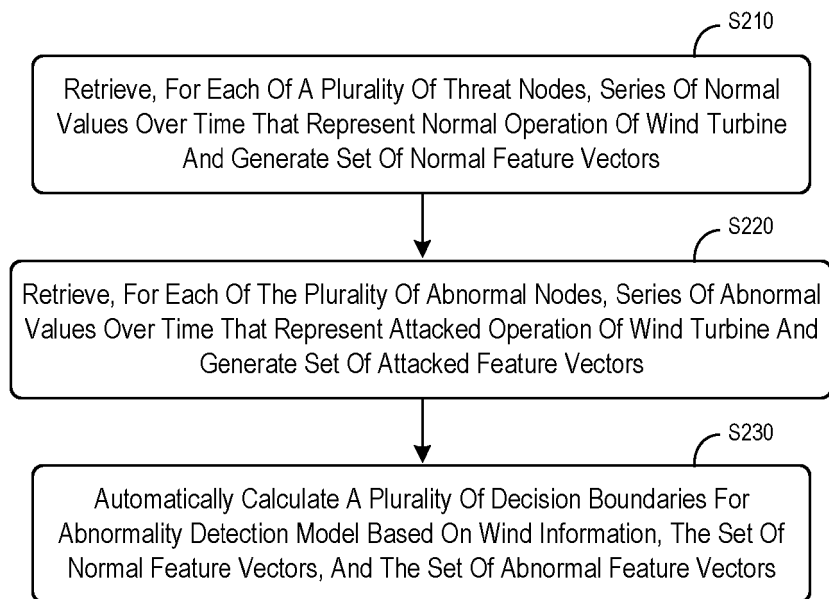 S210
Retrieve, For Each Of A Plurality Of Threat Nodes, Series Of Normal
Values Over Time That Represent Normal Operation Of Wind Turbine
And Generate Set Of Normal Feature Vectors
S220
Retrieve, For Each Of The Plurality Of Abnormal Nodes, Series Of Abnormal
Values Over Time That Represent Attacked Operation Of Wind Turbine And
Generate Set Of Attacked Feature Vectors
S230
Automatically Calculate A Plurality Of Decision Boundaries For
Abnormality Detection Model Based On Wind Information, The Set Of
Normal Feature Vectors, And The Set Of Abnormal Feature Vectors